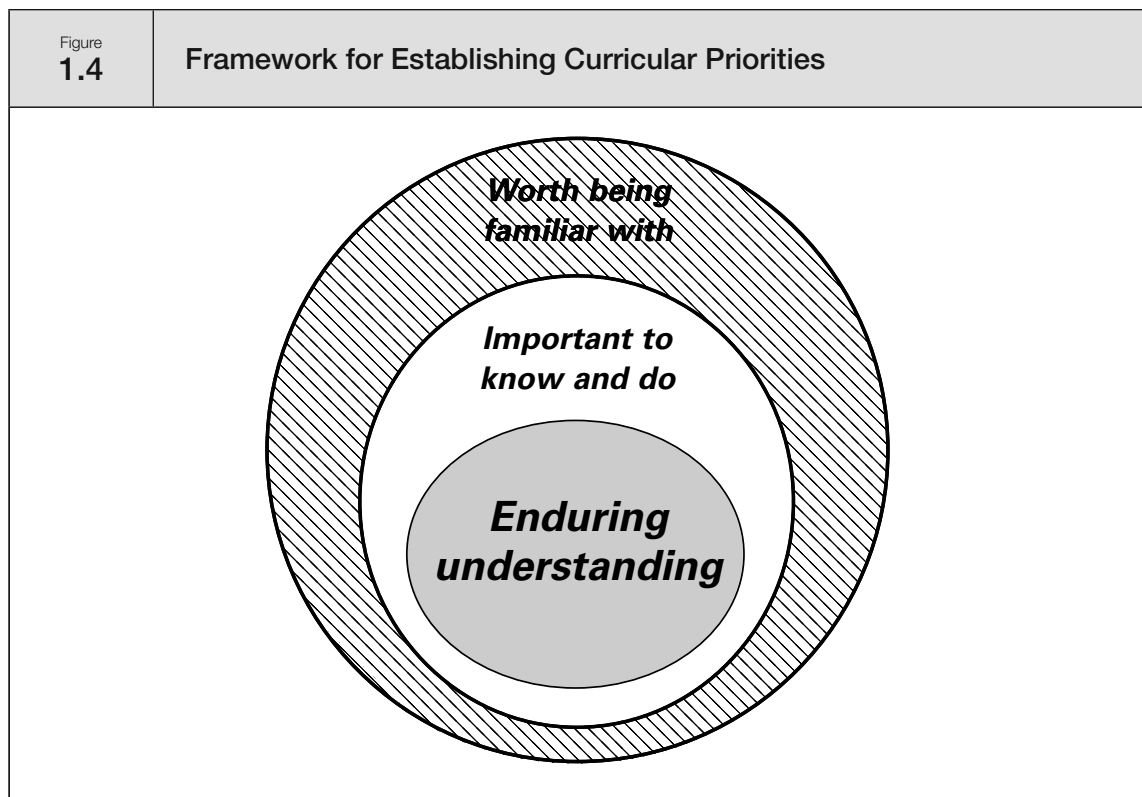 Figure
1.4
Framework for Establishing Curricular Priorities
Worth being
familiar with
Important to
know and do
Enduring
understanding